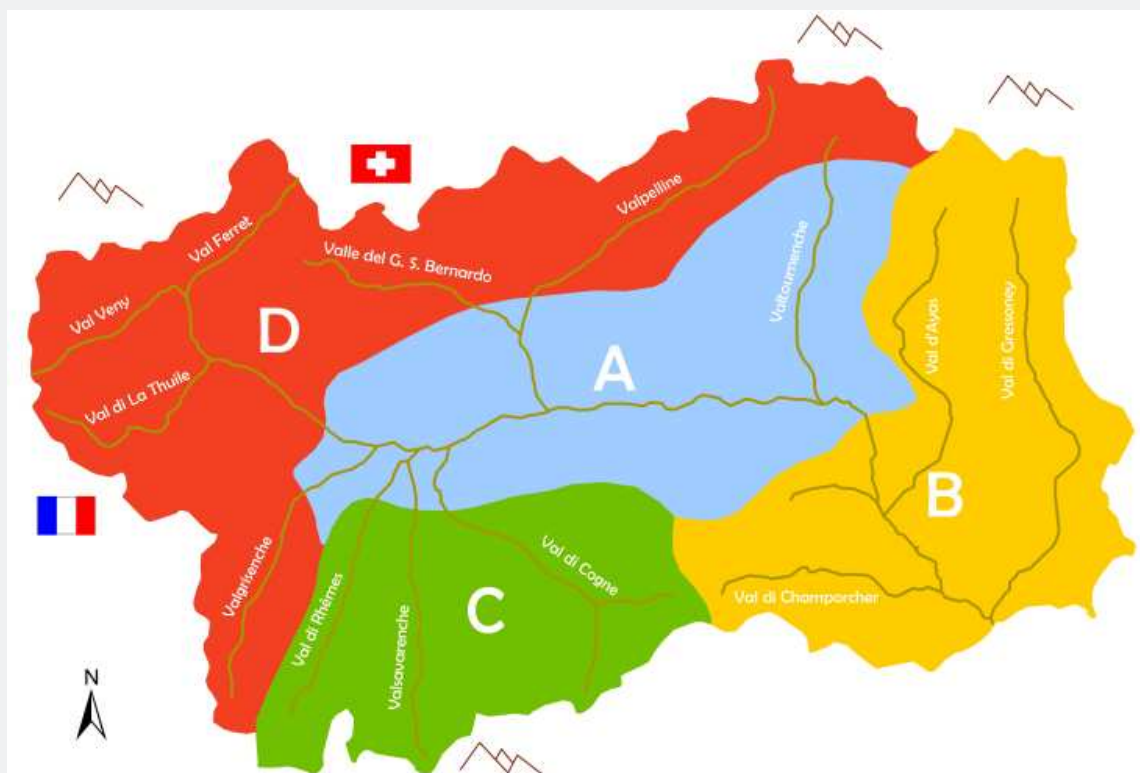 Valpelline
Val Ferret
Valle del G. S. Bernardo
Valtournenche
Val Veny
D
A
Val d'Ayas
Val di Gressoney
Val di La Thuile
B
Valgrisenche
Val di Rhêmes
Val di Cogne
C
Valsavarenche
Val di Champorcher
N